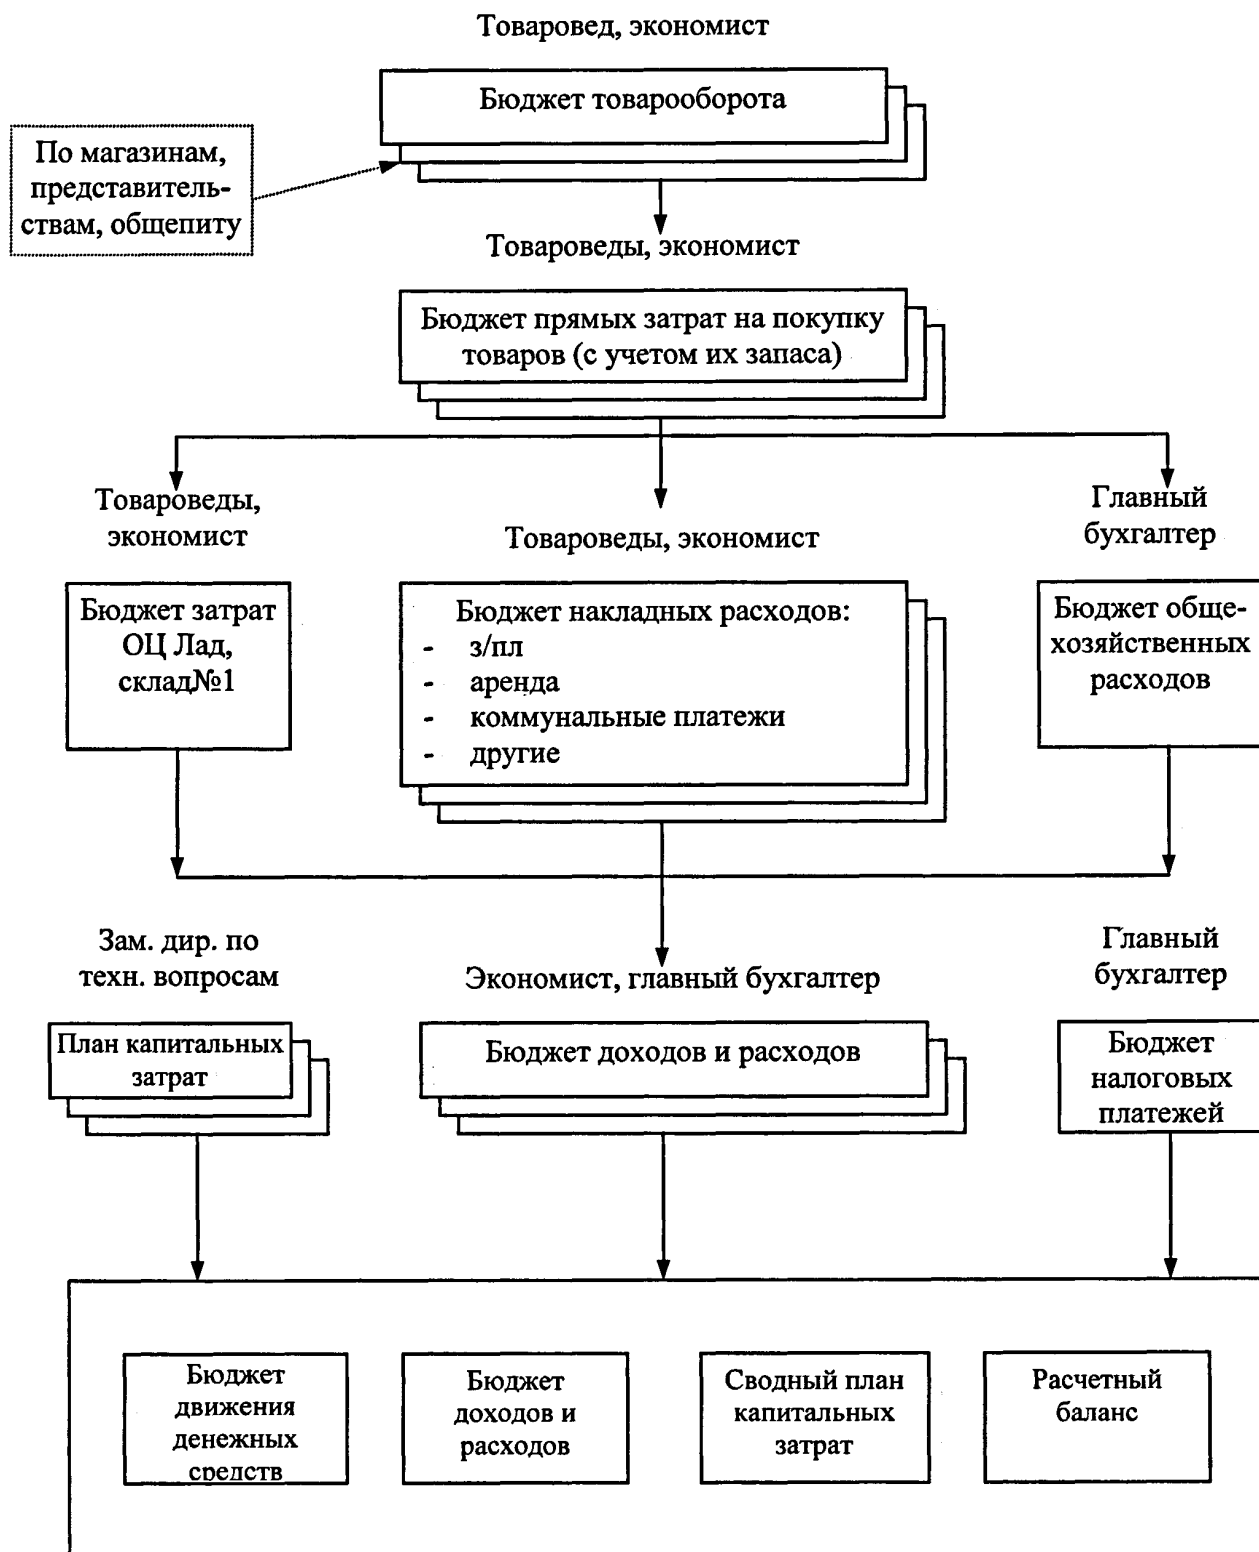 Товаровед, экономист
Бюджет товарооборота
По магазинам,
представитель-
ствам, общепиту
Товароведы, экономист
Бюджет прямых затрат на покупку
товаров (с учетом их запаса)
Товароведы,
экономист
Товароведы, экономист
Главный
бухгалтер
Бюджет затрат
ОЦ Лад,
склад№1
Бюджет накладных расходов:
- з/пл
- аренда
- коммунальные платежи
- другие
Бюджет обще-
хозяйственных
расходов
Зам. дир. по
техн. вопросам
Экономист, главный бухгалтер
Главный
бухгалтер
План капитальных
затрат
Бюджет доходов и расходов
Бюджет
налоговых
платежей
Бюджет
движения
денежных
средств
Бюджет
доходов и
расходов
Сводный план
капитальных
затрат
Расчетный
баланс